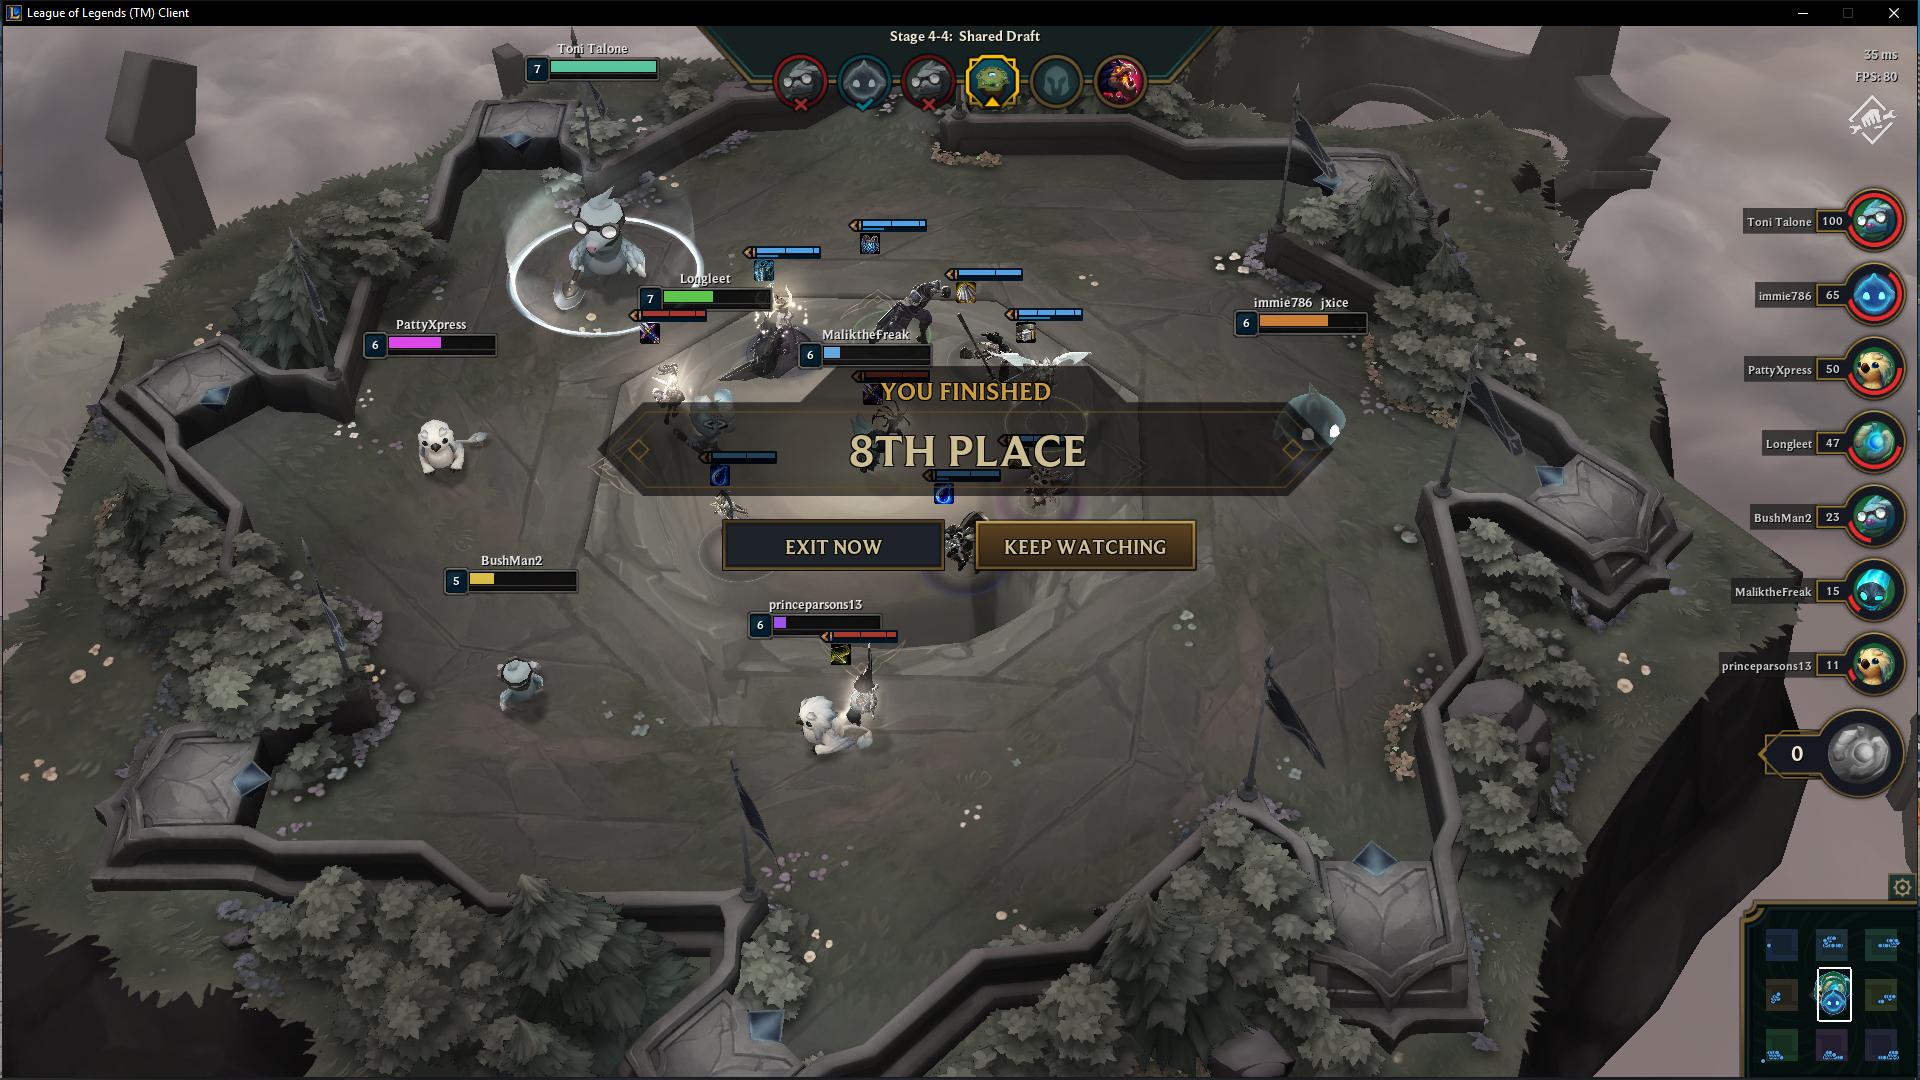 League of Legends (TM) Client
Stage 4-4: Shared Draft
35 ms
FPS: 80
Toni Talone
7
Toni Talone 100
immie786 65
Longleet
7
immie786 jxice
6
PattyXpress
6
MaliktheFreak
6
PattyXpress 50
YOU FINISHED
8TH PLACE
Longleet 47
EXIT NOW
KEEP WATCHING
BushMan2 23
BushMan2
5
MaliktheFreak 15
princeparsons13
6
princeparsons13 11
0